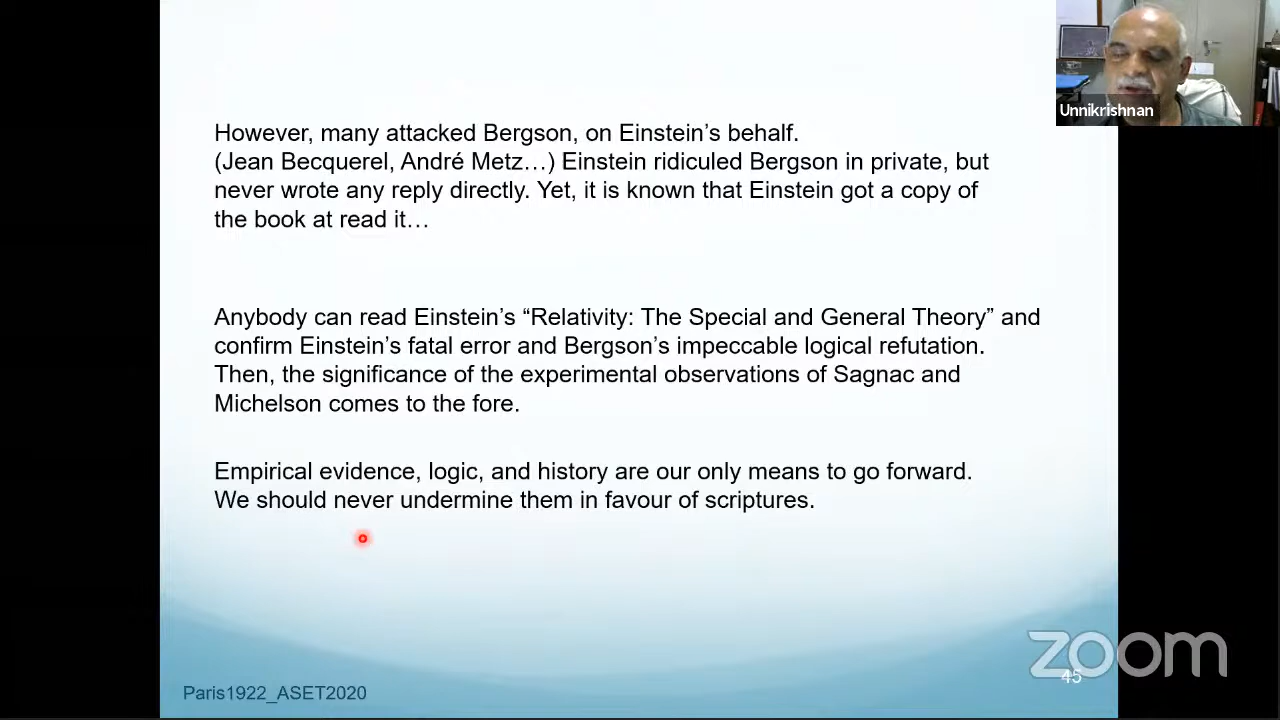 Unnikrishnan
However, many attacked Bergson, on Einstein’s behalf.
(Jean Becquerel, André Metz…) Einstein ridiculed Bergson in private, but
never wrote any reply directly. Yet, it is known that Einstein got a copy of
the book at read it…
Anybody can read Einstein’s “Relativity: The Special and General Theory” and
confirm Einstein’s fatal error and Bergson’s impeccable logical refutation.
Then, the significance of the experimental observations of Sagnac and
Michelson comes to the fore.
Empirical evidence, logic, and history are our only means to go forward.
We should never undermine them in favour of scriptures.
zoom
45
Paris1922_ASET2020